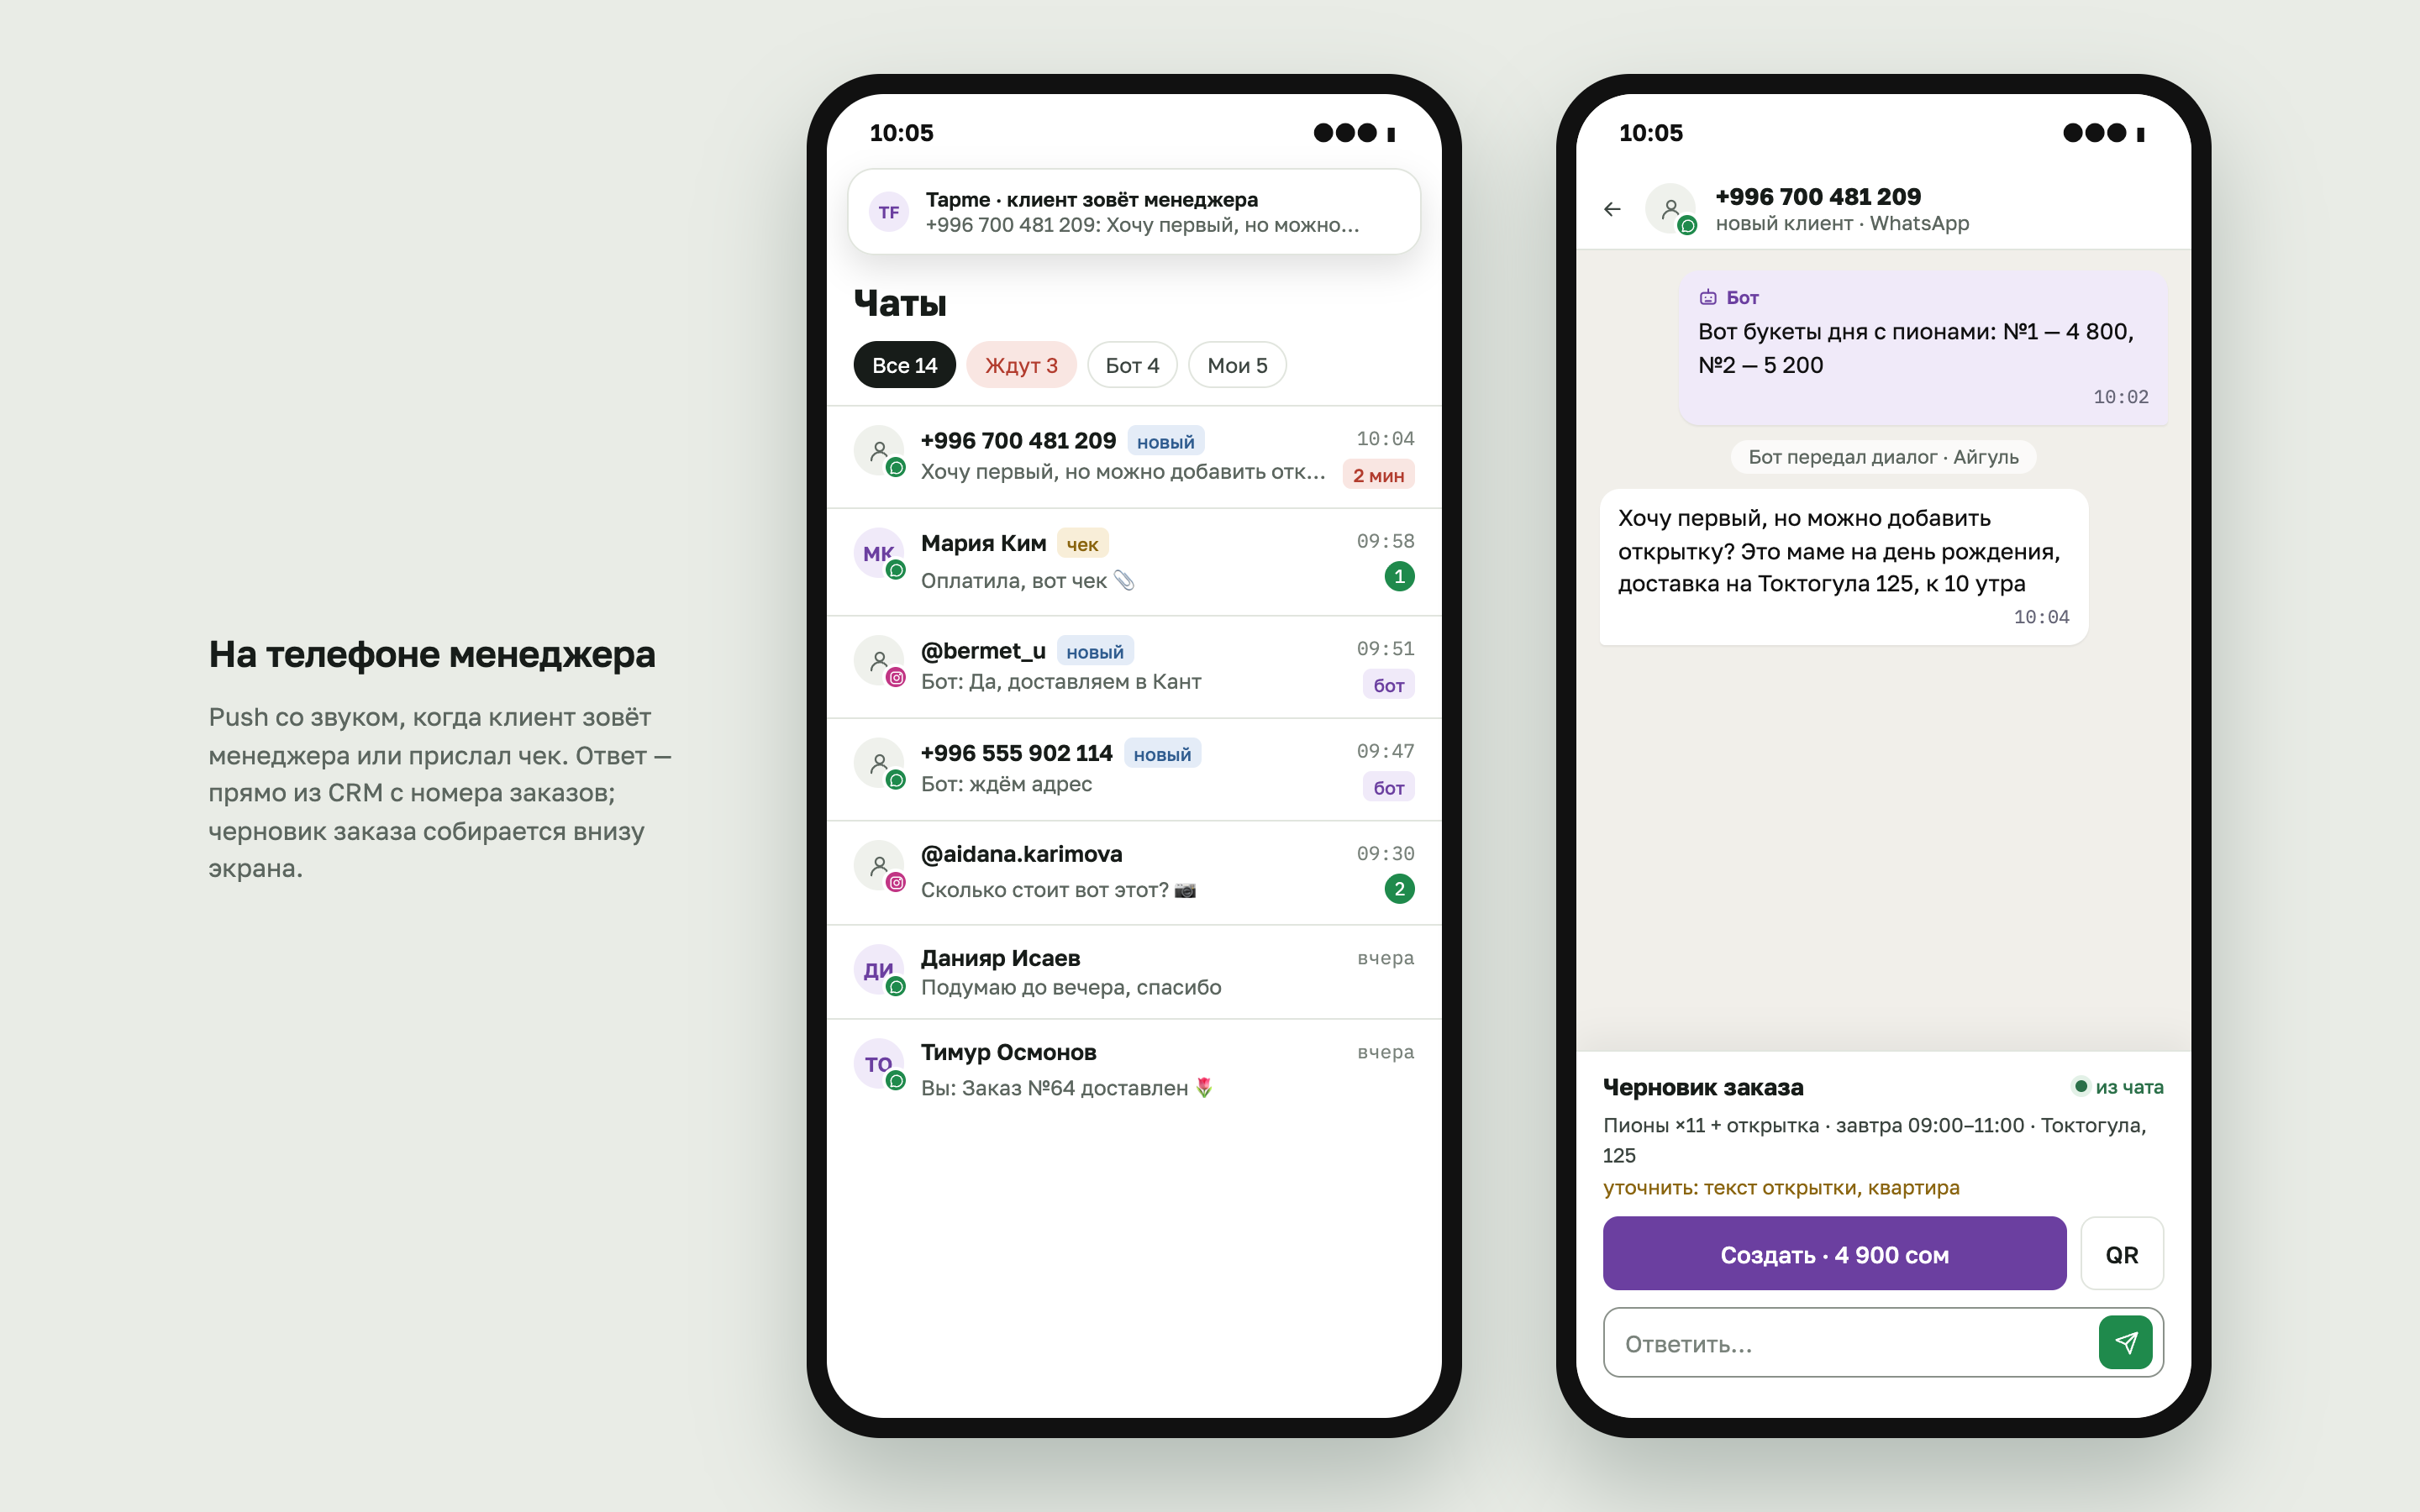 На телефоне менеджера
Push со звуком, когда клиент зовёт
менеджера или прислал чек. Ответ —
прямо из CRM с номера заказов;
черновик заказа собирается внизу
экрана.
10:05
TF
Tapme · клиент зовёт менеджера
+996 700 481 209: Хочу первый, но можно...
Чаты
Все 14
Ждут 3
Бот 4
Мои 5
+996 700 481 209 новый 10:04
Хочу первый, но можно добавить отк... 2 мин
МК
Мария Ким чек 09:58
Оплатила, вот чек 📎 1
@bermet_u новый 09:51
Бот: Да, доставляем в Кант бот
+996 555 902 114 новый 09:47
Бот: ждём адрес бот
@aidana.karimova 09:30
Сколько стоит вот этот? 📷 2
ДИ
Данияр Исаев вчера
Подумаю до вечера, спасибо
ТО
Тимур Осмонов вчера
Вы: Заказ №64 доставлен 🌷
10:05
+996 700 481 209
новый клиент · WhatsApp
Бот
Вот букеты дня с пионами: №1 — 4 800,
№2 — 5 200
10:02
Бот передал диалог · Айгуль
Хочу первый, но можно добавить
открытку? Это маме на день рождения,
доставка на Токтогула 125, к 10 утра
10:04
Черновик заказа из чата
Пионы ×11 + открытка · завтра 09:00–11:00 · Токтогула,
125
уточнить: текст открытки, квартира
Создать · 4 900 сом
QR
Ответить...